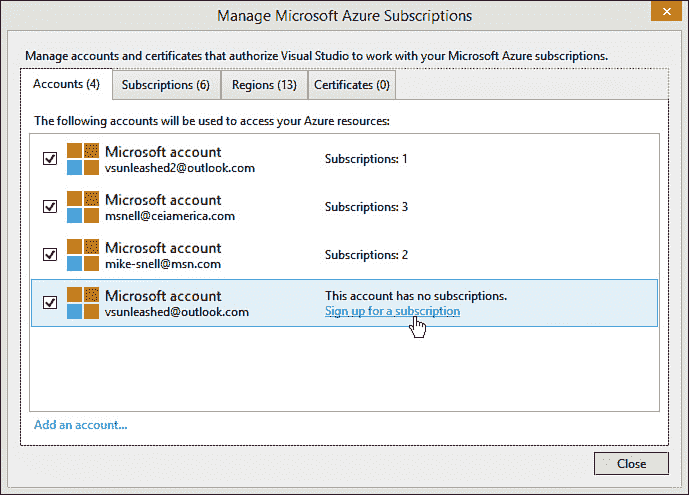 Manage Microsoft Azure Subscriptions
Manage accounts and certificates that authorize Visual Studio to work with your Microsoft Azure subscriptions.
Accounts (4) Subscriptions (6) Regions (13) Certificates (0)
The following accounts will be used to access your Azure resources:
Microsoft account
vsunleashed2@outlook.com
Subscriptions: 1
Microsoft account
msnell@ceiamerica.com
Subscriptions: 3
Microsoft account
mike-snell@msn.com
Subscriptions: 2
Microsoft account
vsunleashed@outlook.com
This account has no subscriptions.
Sign up for a subscription
Add an account...
Close